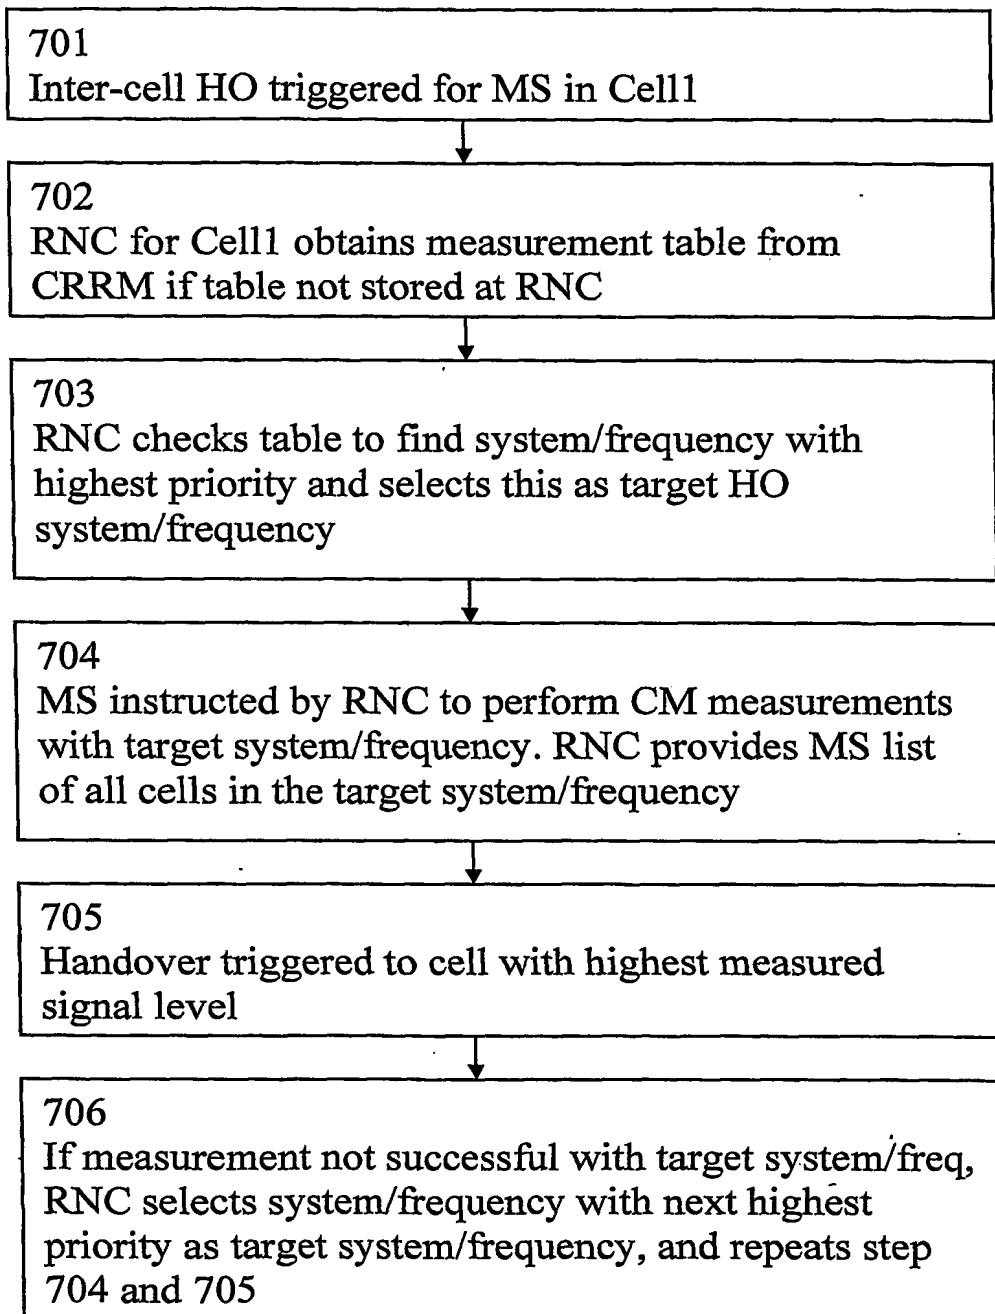 701
Inter-cell HO triggered for MS in Cell1
702
RNC for Cell1 obtains measurement table from
CRRM if table not stored at RNC
703
RNC checks table to find system/frequency with
highest priority and selects this as target HO
system/frequency
704
MS instructed by RNC to perform CM measurements
with target system/frequency. RNC provides MS list
of all cells in the target system/frequency
705
Handover triggered to cell with highest measured
signal level
706
If measurement not successful with target system/freq,
RNC selects system/frequency with next highest
priority as target system/frequency, and repeats step
704 and 705